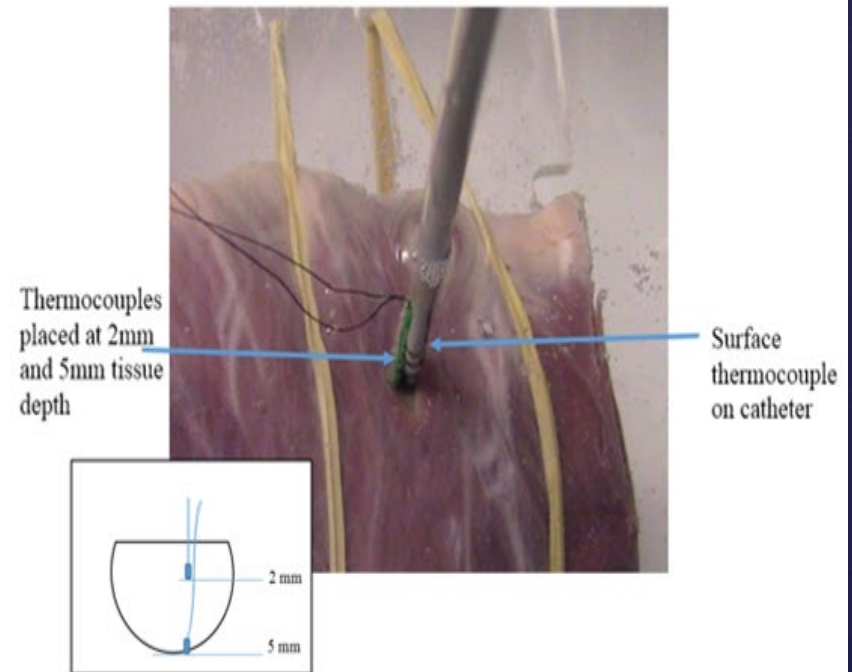 Thermocouples
placed at 2mm
and 5mm tissue
depth
Surface
thermocouple
on catheter
2 mm
5 mm